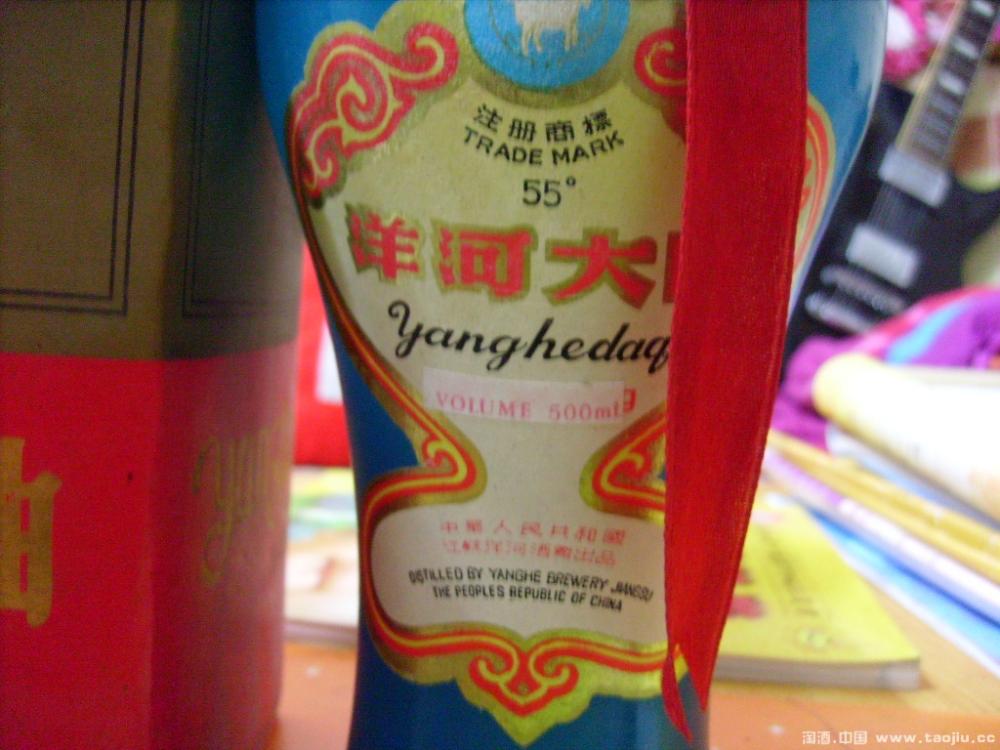 注册商標
TRADE MARK
55°
洋河大
Yanghedaq
VOLUME 500ml
中華人民共和國
江蘇洋河酒廠出品
DISTILLED BY YANGHE BREWERY JIANGSU
THE PEOPLES REPUBLIC OF CHINA
淘酒.中国 www.taojiu.cc